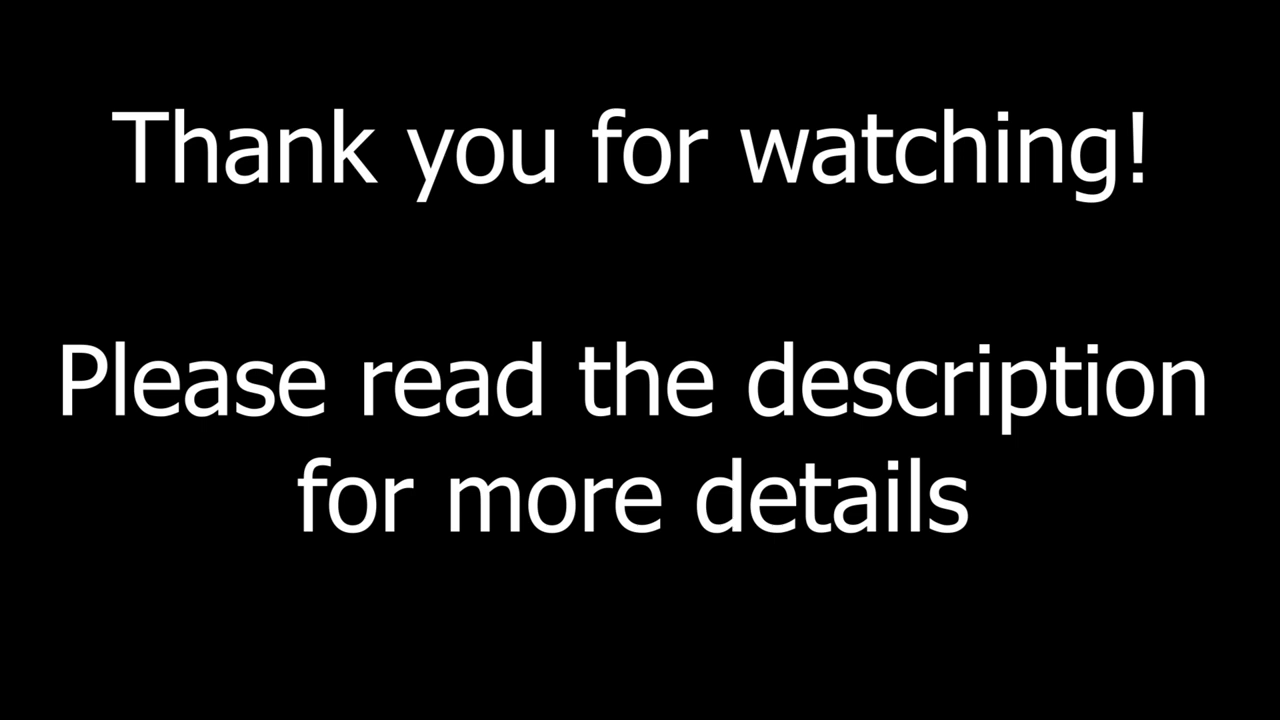 Thank you for watching!
Please read the description
for more details